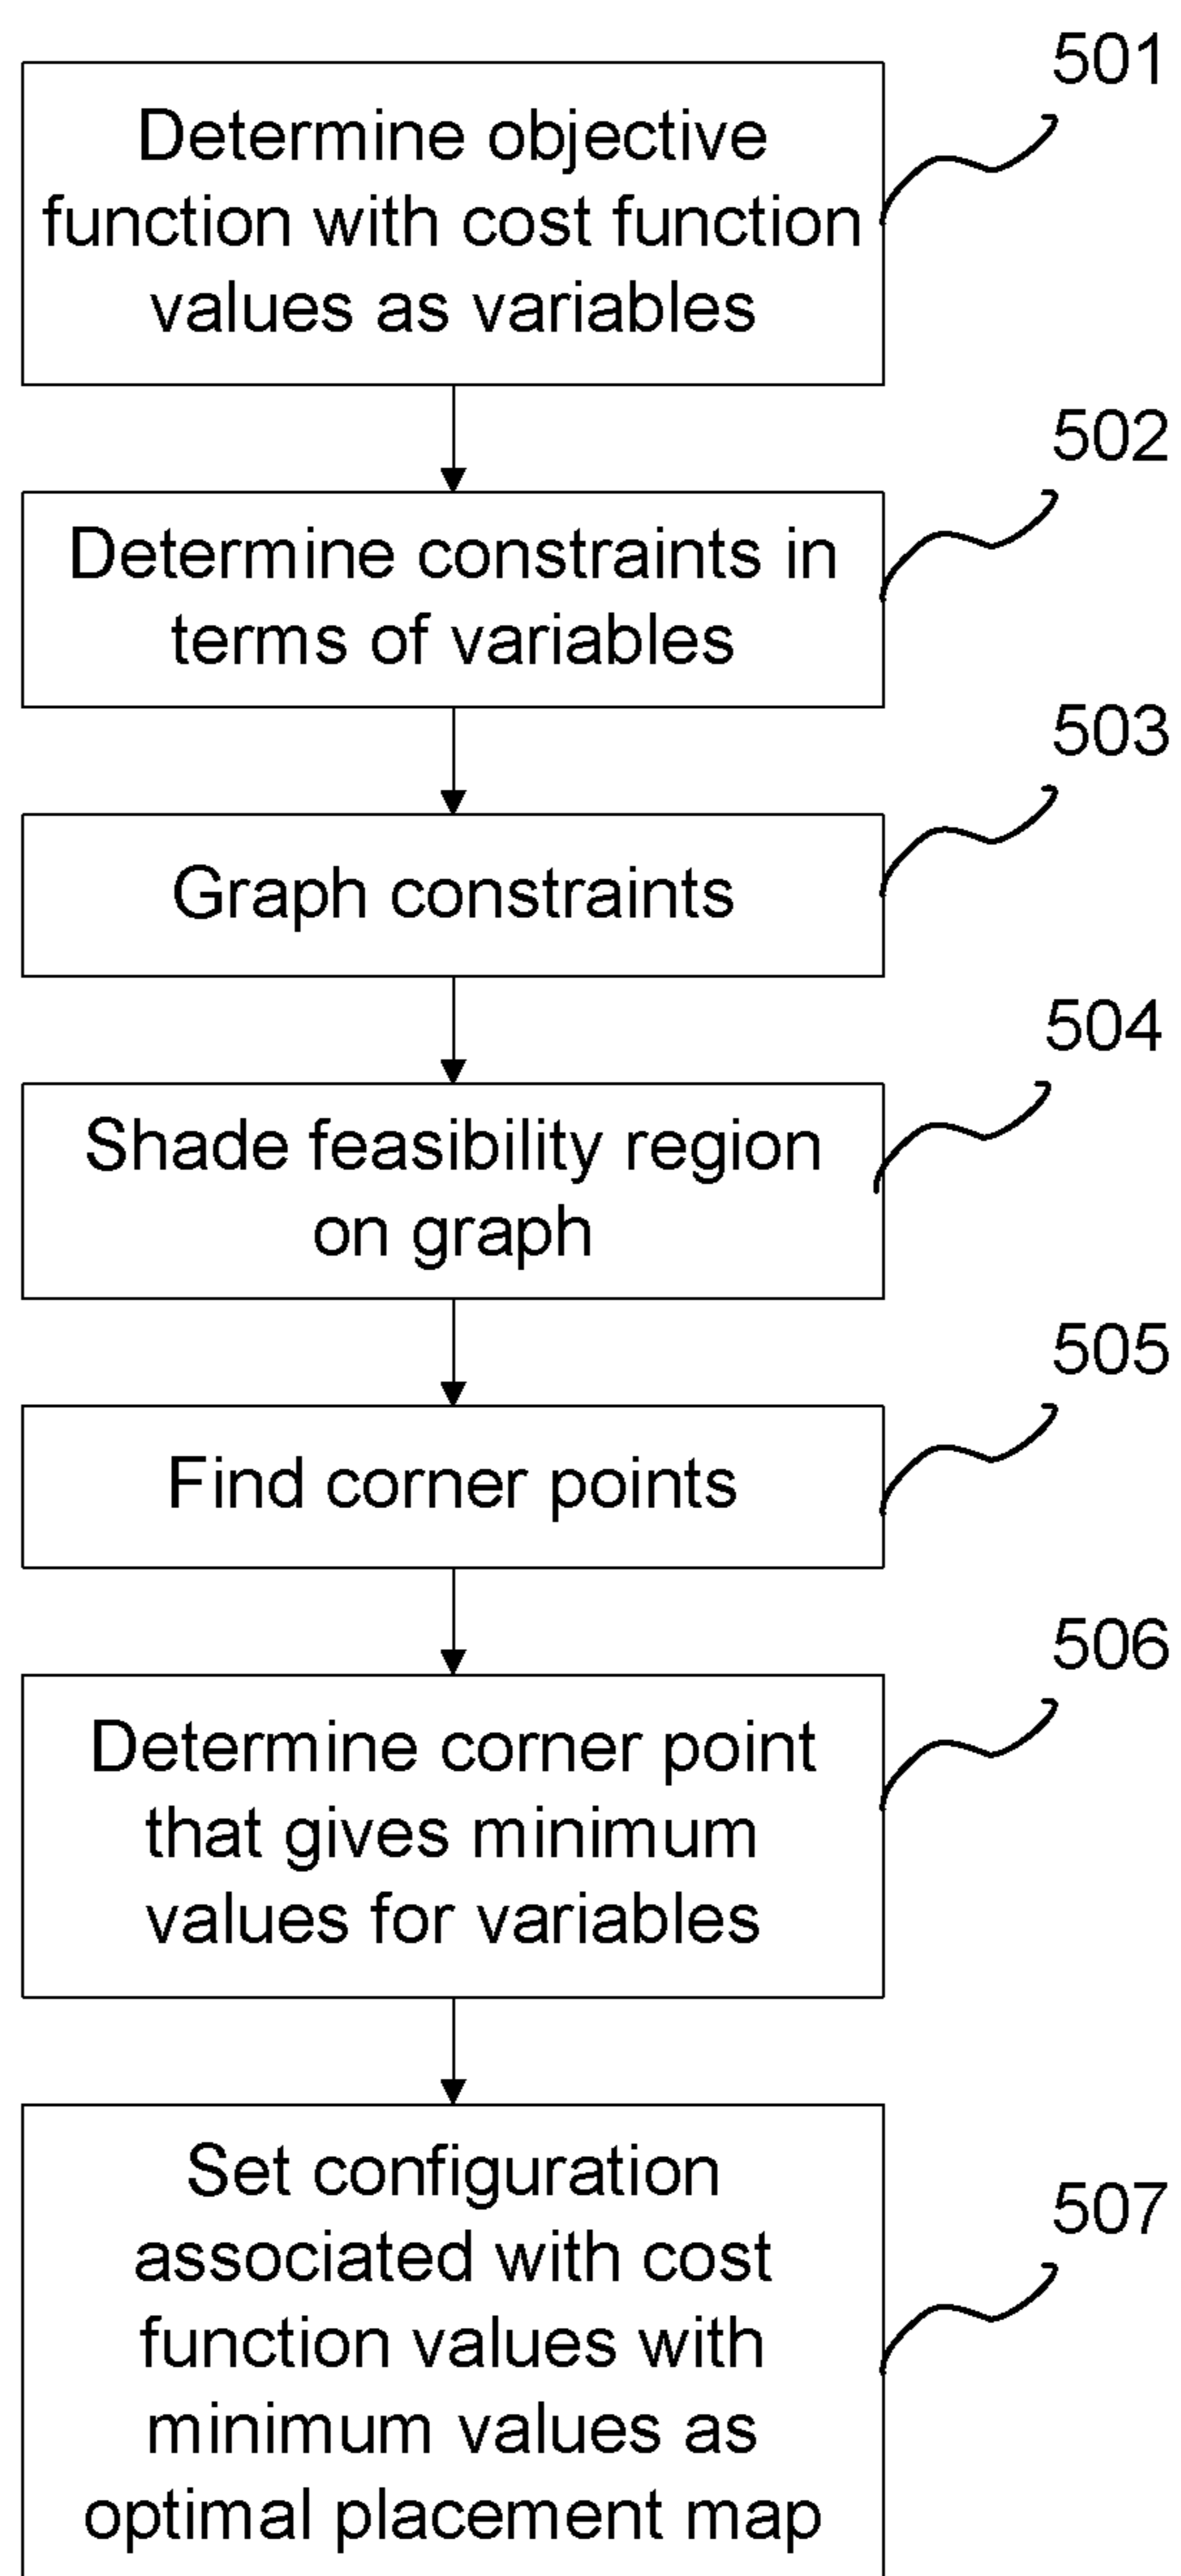 501
Determine objective
function with cost function
values as variables
502
Determine constraints in
terms of variables
503
Graph constraints
504
Shade feasibility region
on graph
505
Find corner points
506
Determine corner point
that gives minimum
values for variables
507
Set configuration
associated with cost
function values with
minimum values as
optimal placement map